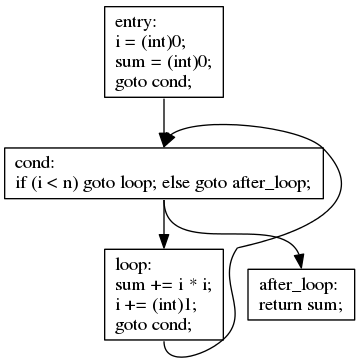 entry:
i = (int)0;
sum = (int)0;
goto cond;
cond:
if (i < n) goto loop; else goto after_loop;
loop:
sum += i * i;
i += (int)1;
goto cond;
after_loop:
return sum;